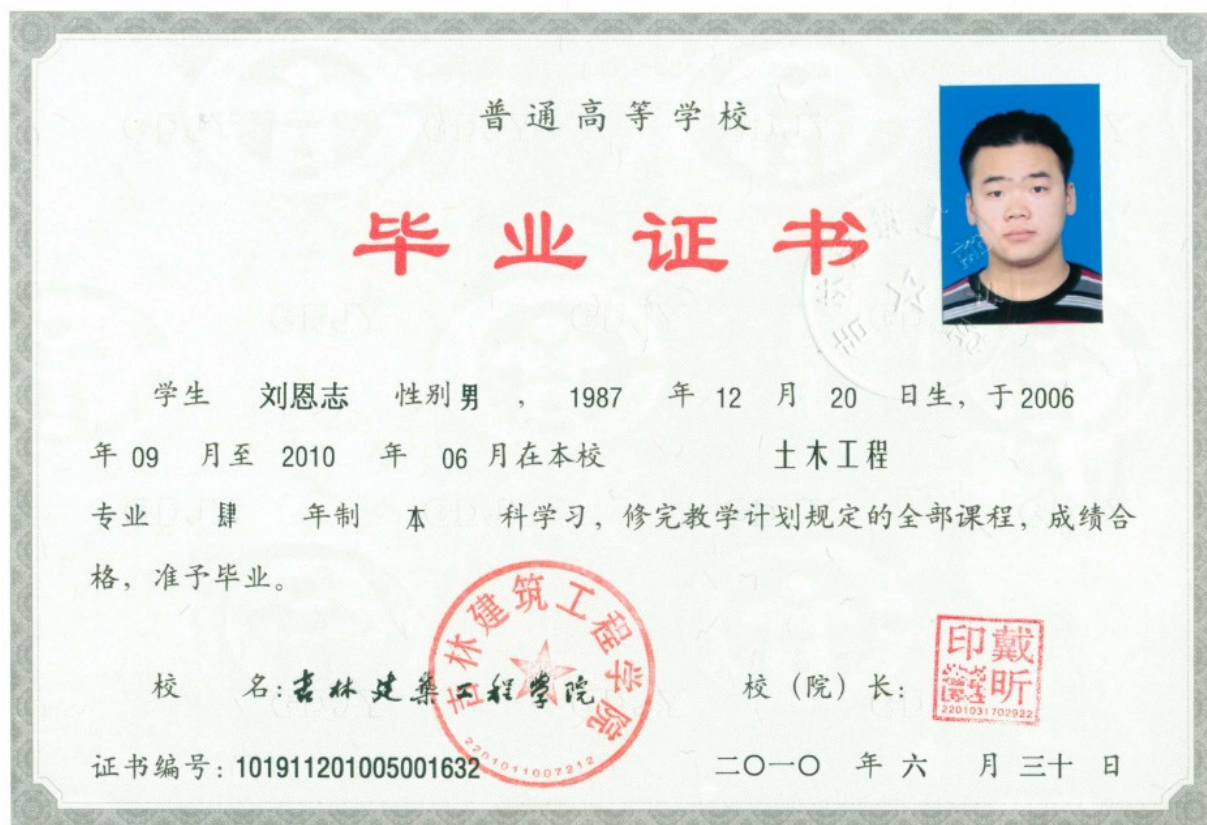 普通高等学校
毕业证书
学生 刘恩志 性别男 , 1987 年 12 月 20 日生, 于2006
年 09 月至 2010 年 06 月在本校 土木工程
专业 肆 年制 本 科学习, 修完教学计划规定的全部课程, 成绩合
格, 准予毕业。
吉林建筑工程学院
2201011007212
校 名: 吉林建筑工程学院
校 (院) 长:
戴昕印
2201031702922
证书编号: 101911201005001632
二〇一〇 年 六 月 三十 日